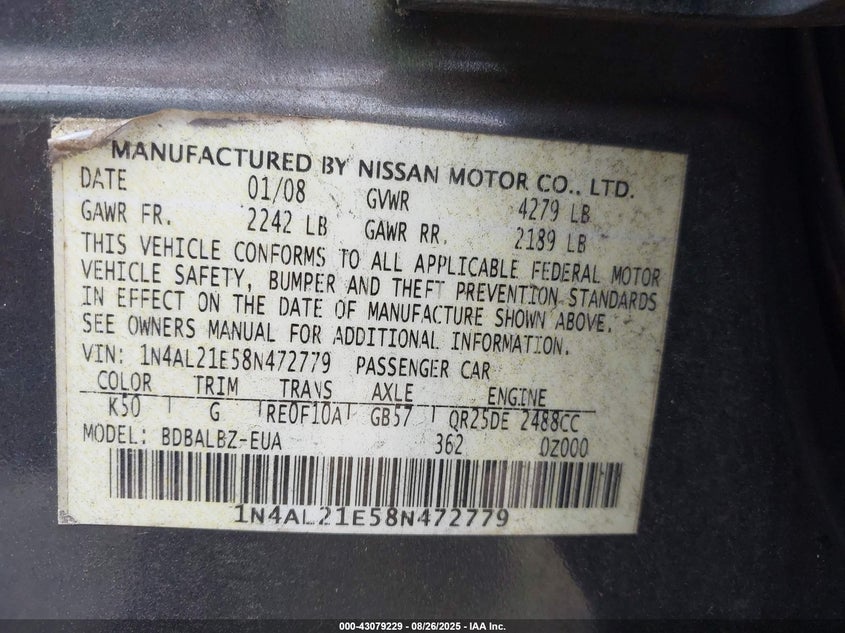 MANUFACTURED BY NISSAN MOTOR CO., LTD.
DATE 01/08 GVWR 4279 LB
GAWR FR. 2242 LB GAWR RR. 2189 LB
THIS VEHICLE CONFORMS TO ALL APPLICABLE FEDERAL MOTOR
VEHICLE SAFETY, BUMPER AND THEFT PREVENTION STANDARDS
IN EFFECT ON THE DATE OF MANUFACTURE SHOWN ABOVE.
SEE OWNERS MANUAL FOR ADDITIONAL INFORMATION.
VIN: 1N4AL21E58N472779 PASSENGER CAR
COLOR TRIM TRANS AXLE ENGINE
K50 G RE0F10A GB57 QR25DE 2488CC
MODEL: BDBALBZ-EUA 362 0Z000
1N4AL21E58N472779
000-43079229 - 08/26/2025 - IAA Inc.